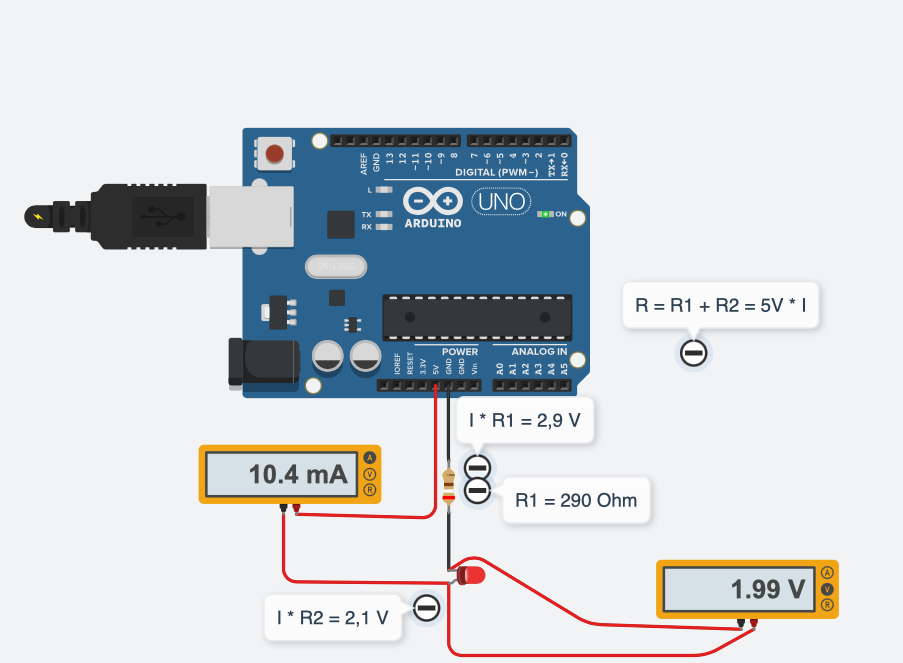 AREF
GND
13
12
~11
~10
~9
8
7
~6
~5
4
~3
2
TX→1
RX←0
DIGITAL (PWM~)
L
TX
RX
ARDUINO
UNO
ON
R = R1 + R2 = 5V * I
POWER
ANALOG IN
IOREF
RESET
3.3V
5V
GND
GND
Vin
A0
A1
A2
A3
A4
A5
I * R1 = 2,9 V
10.4 mA
A
V
R
R1 = 290 Ohm
1.99 V
A
V
R
I * R2 = 2,1 V